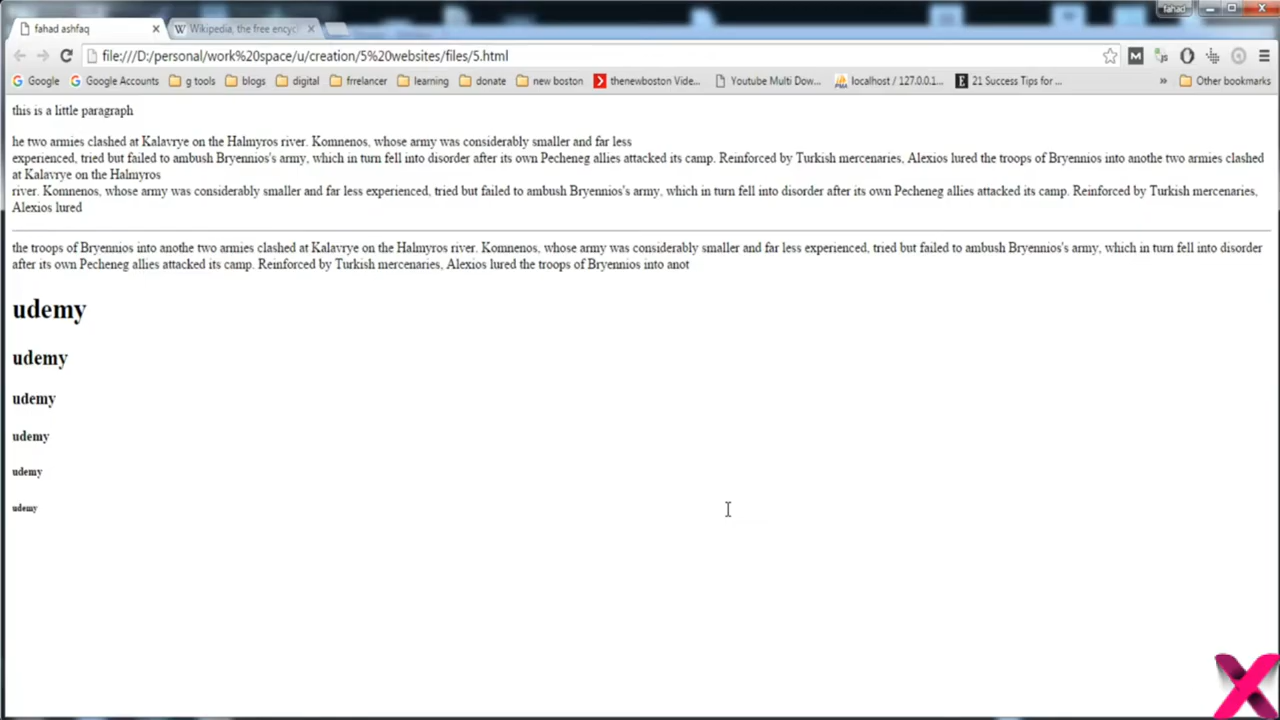 fahad
fahad ashfaq
Wikipedia, the free encycl
file:///D:/personal/work%20space/u/creation/5%20websites/files/5.html
Google Google Accounts g tools blogs digital frrelancer learning donate new boston thenewboston Vide... Youtube Multi Dow... localhost / 127.0.0.1... 21 Success Tips for ... » Other bookmarks
this is a little paragraph
he two armies clashed at Kalavrye on the Halmyros river. Komnenos, whose army was considerably smaller and far less
experienced, tried but failed to ambush Bryennios's army, which in turn fell into disorder after its own Pecheneg allies attacked its camp. Reinforced by Turkish mercenaries, Alexios lured the troops of Bryennios into anothe two armies clashed
at Kalavrye on the Halmyros
river. Komnenos, whose army was considerably smaller and far less experienced, tried but failed to ambush Bryennios's army, which in turn fell into disorder after its own Pecheneg allies attacked its camp. Reinforced by Turkish mercenaries,
Alexios lured
the troops of Bryennios into anothe two armies clashed at Kalavrye on the Halmyros river. Komnenos, whose army was considerably smaller and far less experienced, tried but failed to ambush Bryennios's army, which in turn fell into disorder
after its own Pecheneg allies attacked its camp. Reinforced by Turkish mercenaries, Alexios lured the troops of Bryennios into anot
udemy
udemy
udemy
udemy
udemy
udemy